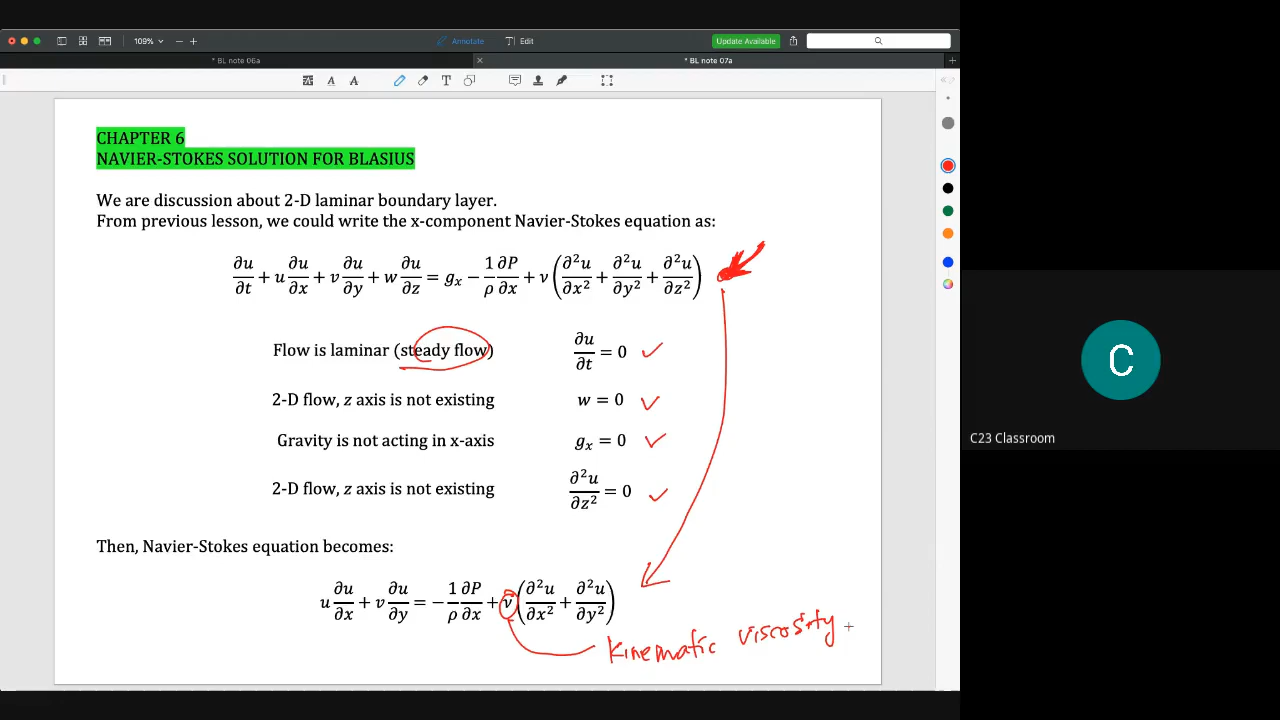 109%
Annotate
Edit
Update Available
* BL note 06a
* BL note 07a
CHAPTER 6
NAVIER-STOKES SOLUTION FOR BLASIUS
We are discussion about 2-D laminar boundary layer.
From previous lesson, we could write the x-component Navier-Stokes equation as:
∂u/∂t + u ∂u/∂x + v ∂u/∂y + w ∂u/∂z = gₓ − 1/ρ ∂P/∂x + ν (∂²u/∂x² + ∂²u/∂y² + ∂²u/∂z²)
Flow is laminar (steady flow) ∂u/∂t = 0
2-D flow, z axis is not existing w = 0
Gravity is not acting in x-axis gₓ = 0
2-D flow, z axis is not existing ∂²u/∂z² = 0
Then, Navier-Stokes equation becomes:
u ∂u/∂x + v ∂u/∂y = − 1/ρ ∂P/∂x + ν (∂²u/∂x² + ∂²u/∂y²)
Kinematic viscosity
C
C23 Classroom